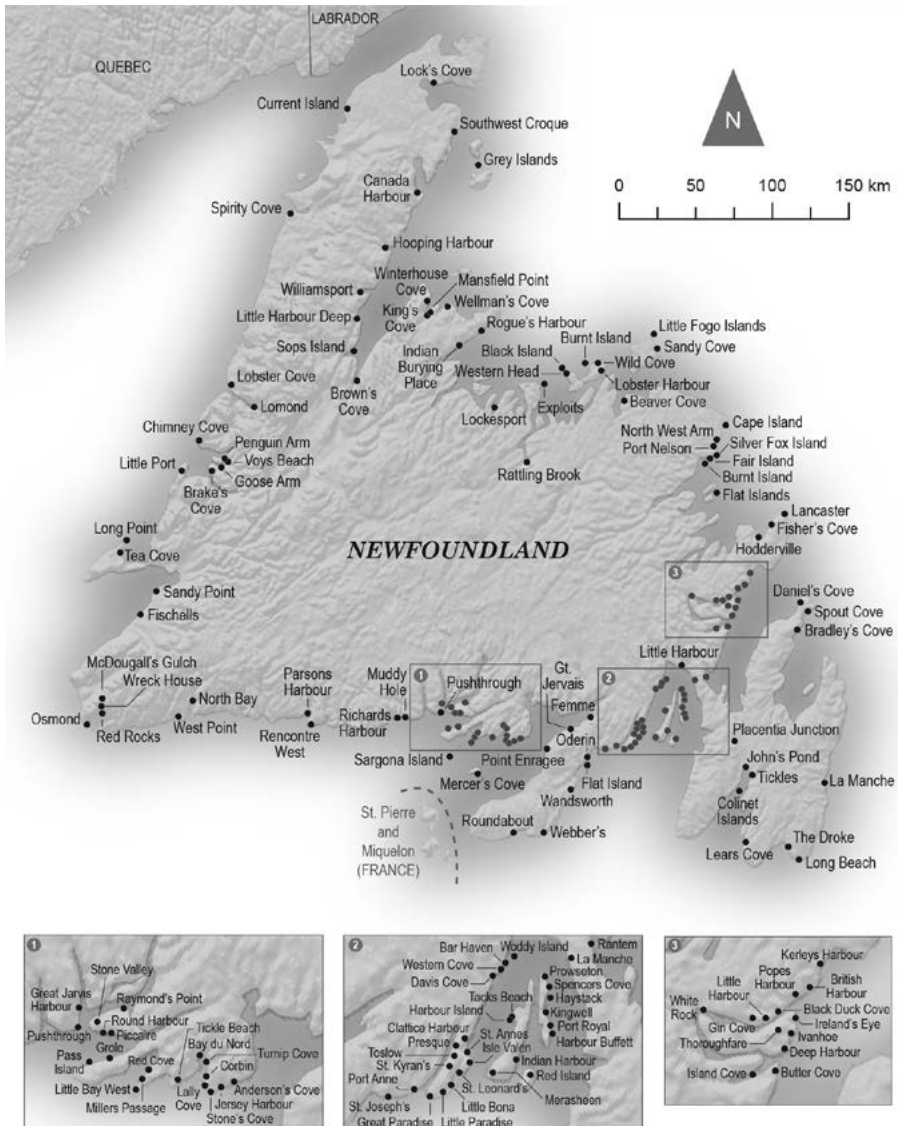 LABRADOR
QUEBEC
Lock's Cove
Current Island
Southwest Croque
N
Grey Islands
0 50 100 150 km
Canada
Harbour
Spirity Cove
Hooping Harbour
Winterhouse
Cove
Mansfield Point
Williamsport
Wellman's Cove
King's
Cove
Little Harbour Deep
Rogue's Harbour
Little Fogo Islands
Burnt Island
Sandy Cove
Sops Island
Indian
Burying
Place
Black Island
Wild Cove
Western Head
Lobster Harbour
Lobster Cove
Brown's
Cove
Exploits
Beaver Cove
Lomond
Lockesport
Cape Island
Chimney Cove
North West Arm
Silver Fox Island
Penguin Arm
Port Nelson
Voys Beach
Fair Island
Little Port
Goose Arm
Rattling Brook
Burnt Island
Brake's
Cove
Flat Islands
Lancaster
Long Point
Fisher's Cove
Tea Cove
NEWFOUNDLAND
Hodderville
3
Sandy Point
Daniel's Cove
Fischells
Spout Cove
Bradley's Cove
Little Harbour
McDougall's Gulch
Wreck House
Parsons
Harbour
Muddy
Hole
1
Pushthrough
Gt.
Jervais
2
North Bay
Femme
Osmond
Red Rocks
West Point
Rencontre
West
Richards
Harbour
Oderin
Placentia Junction
Sargona Island
Point Enragee
John's Pond
Mercer's Cove
Flat Island
Tickles
La Manche
Wandsworth
Colinet
Islands
St. Pierre
and
Miquelon
(FRANCE)
Roundabout
Webber's
The Droke
Lears Cove
Long Beach
1
Stone Valley
Great Jarvis
Harbour
Raymond's Point
Round Harbour
Tickle Beach
Pushthrough
Piccaire
Bay du Nord
Grole
Turnip Cove
Pass
Island
Red Cove
Corbin
Little Bay West
Lally
Cove
Anderson's Cove
Millers Passage
Jersey Harbour
Stone's Cove
2
Bar Haven
Woddy Island
Rantem
Western Cove
La Manche
Davis Cove
Prowseton
Tacks Beach
Spencers Cove
Harbour Island
Haystack
Clattice Harbour
Kingwell
Presque
St. Annes
Port Royal
Toslow
Isle Valen
Harbour Buffett
St. Kyran's
Indian Harbour
Port Anne
Red Island
St. Leonard's
Merasheen
St. Joseph's
Little Bona
Great Paradise
Little Paradise
3
Kerleys Harbour
Popes
Harbour
Little
Harbour
British
Harbour
White
Rock
Black Duck Cove
Gin Cove
Ireland's Eye
Thoroughfare
Ivanhoe
Deep Harbour
Island Cove
Butter Cove